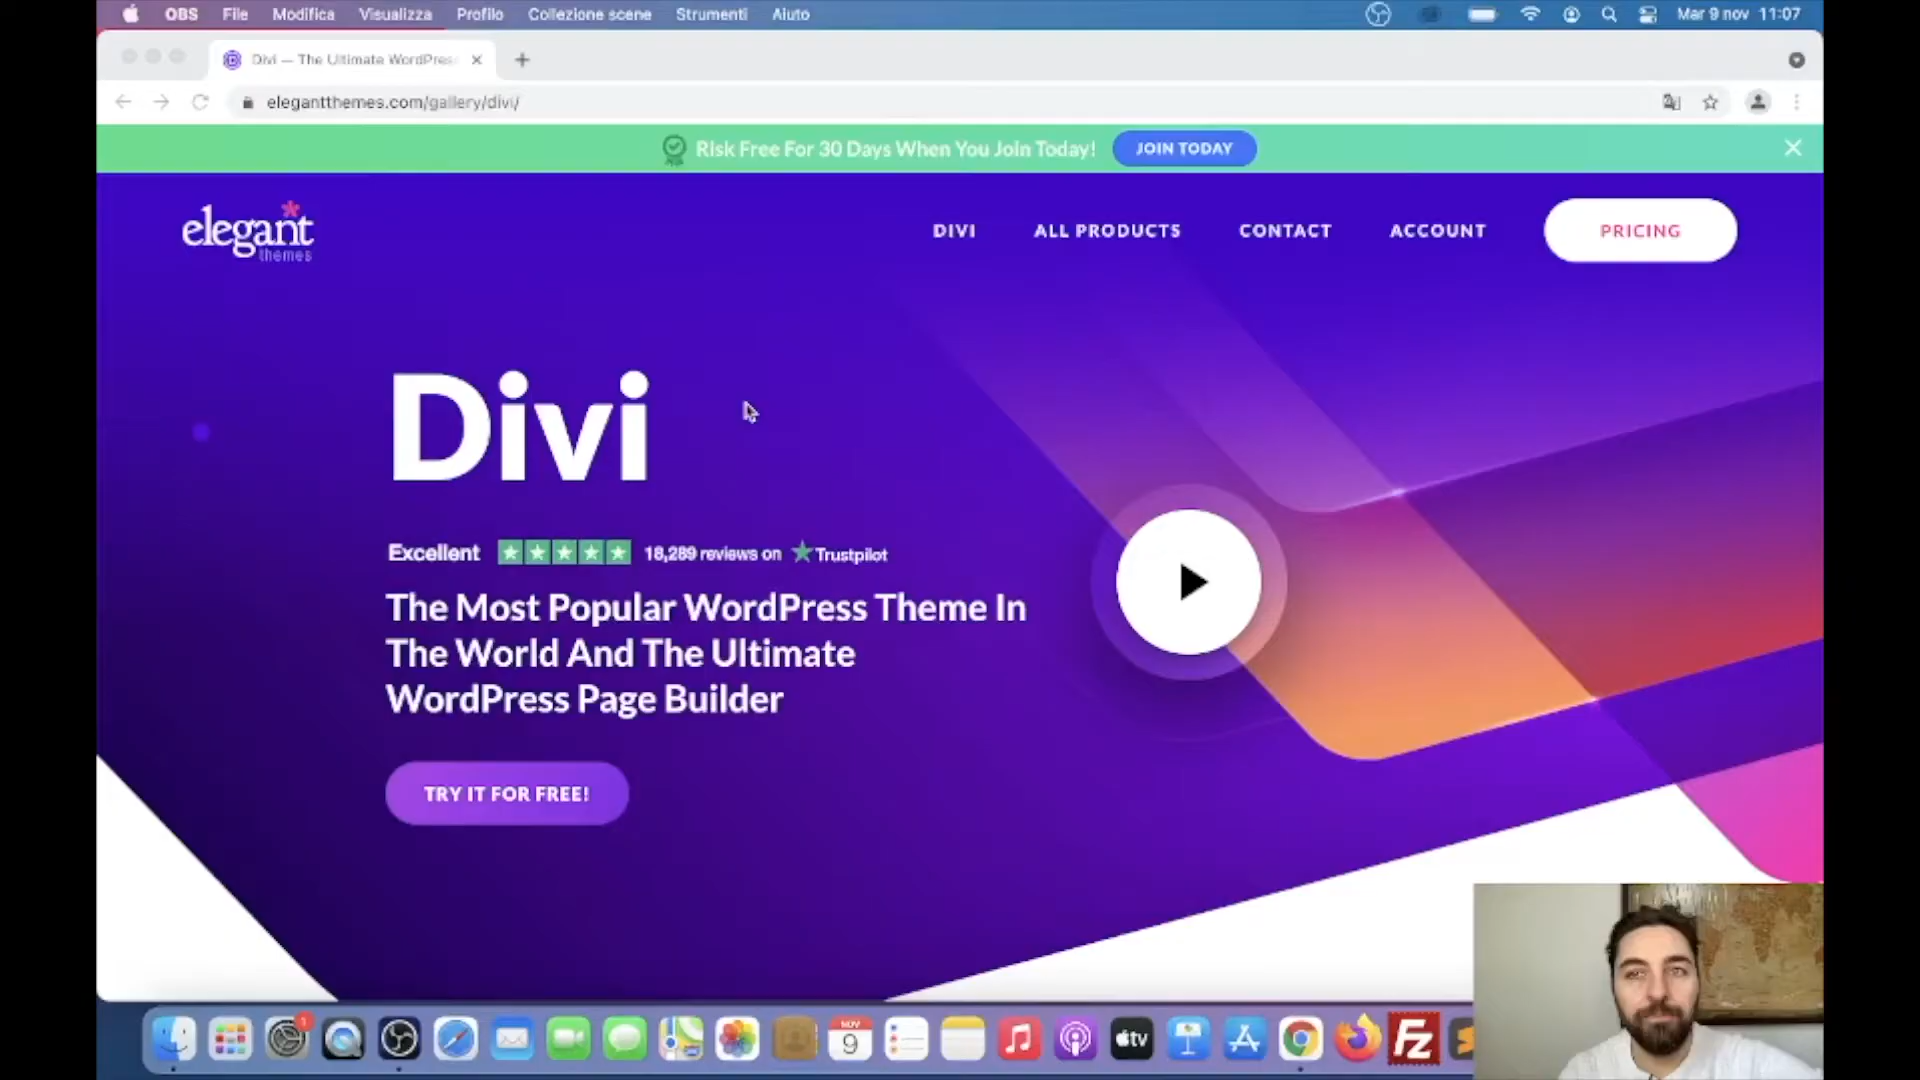 OBS File Modifica Visualizza Profilo Collezione scene Strumenti Aiuto Mar 9 nov 11:07
Divi — The Ultimate WordPres
elegantthemes.com/gallery/divi/
Risk Free For 30 Days When You Join Today! JOIN TODAY
elegant themes
DIVI ALL PRODUCTS CONTACT ACCOUNT PRICING
Divi
Excellent 18,289 reviews on Trustpilot
The Most Popular WordPress Theme In
The World And The Ultimate
WordPress Page Builder
TRY IT FOR FREE!
1
NOV
9
tv
FZ